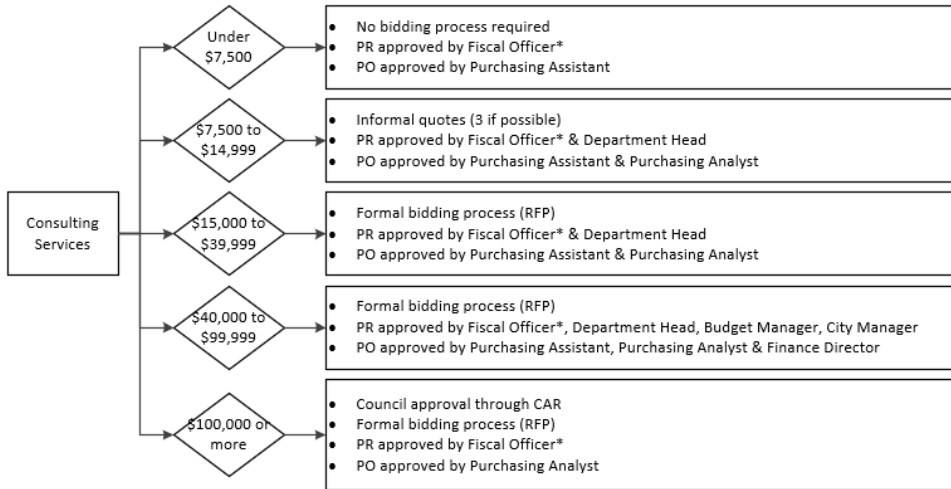 Consulting
Services
Under
$7,500
• No bidding process required
• PR approved by Fiscal Officer*
• PO approved by Purchasing Assistant
$7,500 to
$14,999
• Informal quotes (3 if possible)
• PR approved by Fiscal Officer* & Department Head
• PO approved by Purchasing Assistant & Purchasing Analyst
$15,000 to
$39,999
• Formal bidding process (RFP)
• PR approved by Fiscal Officer* & Department Head
• PO approved by Purchasing Assistant & Purchasing Analyst
$40,000 to
$99,999
• Formal bidding process (RFP)
• PR approved by Fiscal Officer*, Department Head, Budget Manager, City Manager
• PO approved by Purchasing Assistant, Purchasing Analyst & Finance Director
$100,000 or
more
• Council approval through CAR
• Formal bidding process (RFP)
• PR approved by Fiscal Officer*
• PO approved by Purchasing Analyst